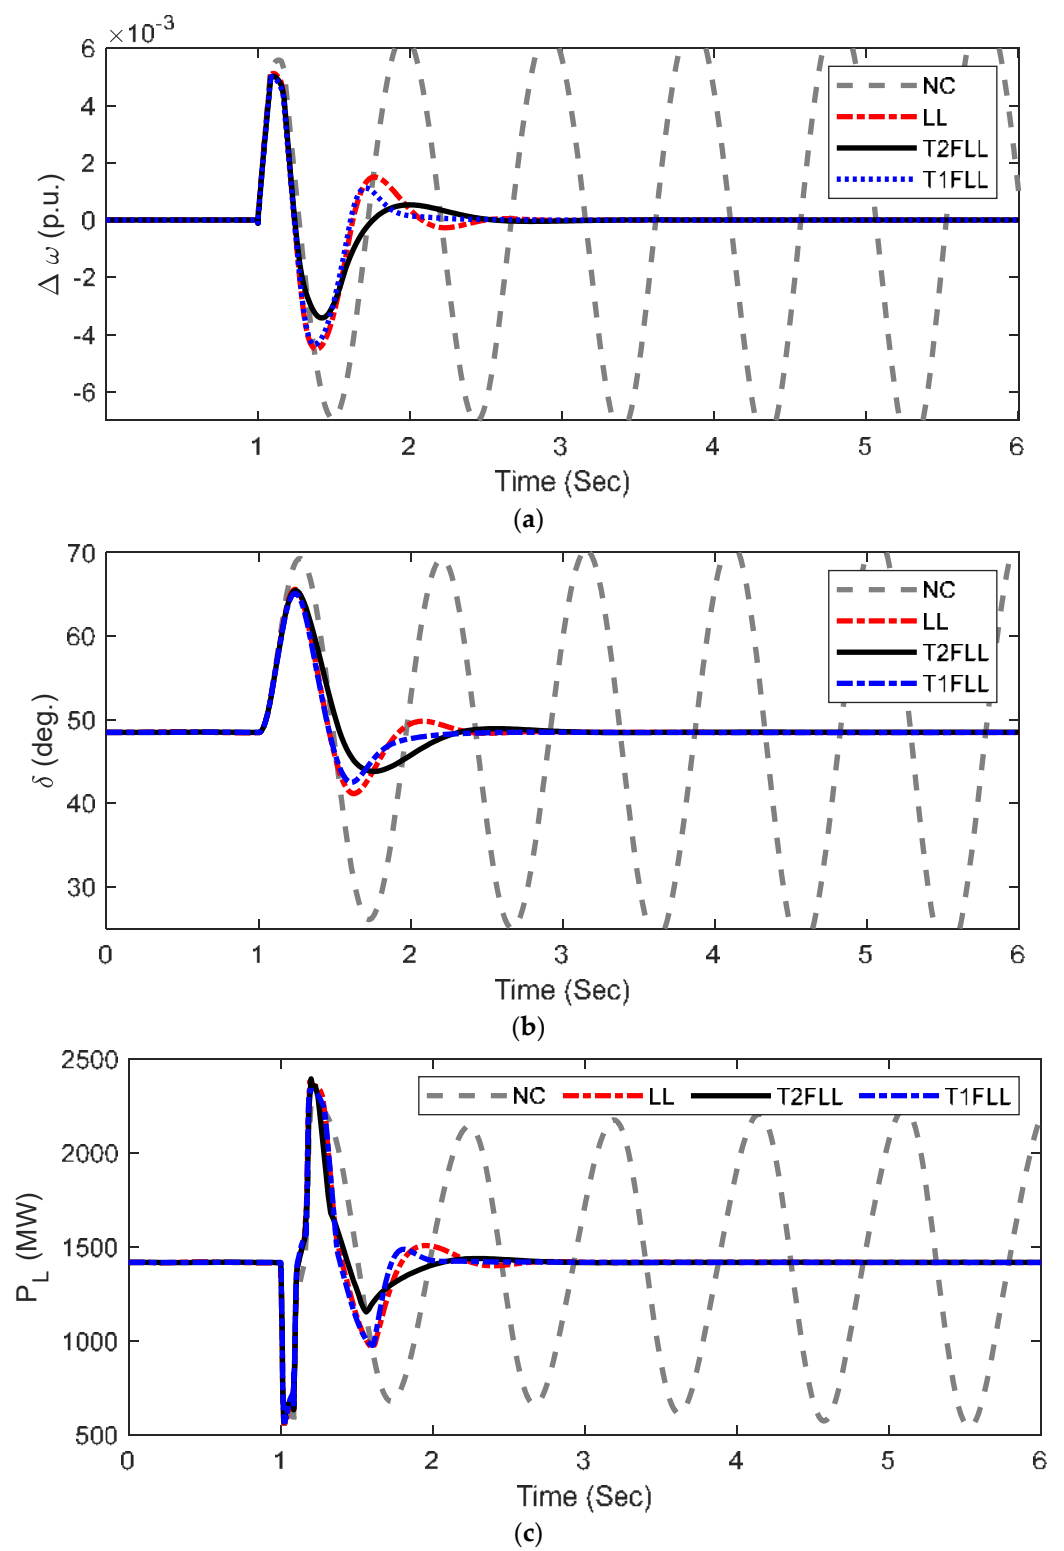 ×10⁻³
6
4
2
0
-2
-4
-6
Δ ω (p.u.)
NC
LL
T2FLL
T1FLL
1 2 3 4 5 6
Time (Sec)
(a)
70
60
50
40
30
δ (deg.)
NC
LL
T2FLL
T1FLL
0 1 2 3 4 5 6
Time (Sec)
(b)
2500
2000
1500
1000
500
P_L (MW)
NC LL T2FLL T1FLL
0 1 2 3 4 5 6
Time (Sec)
(c)